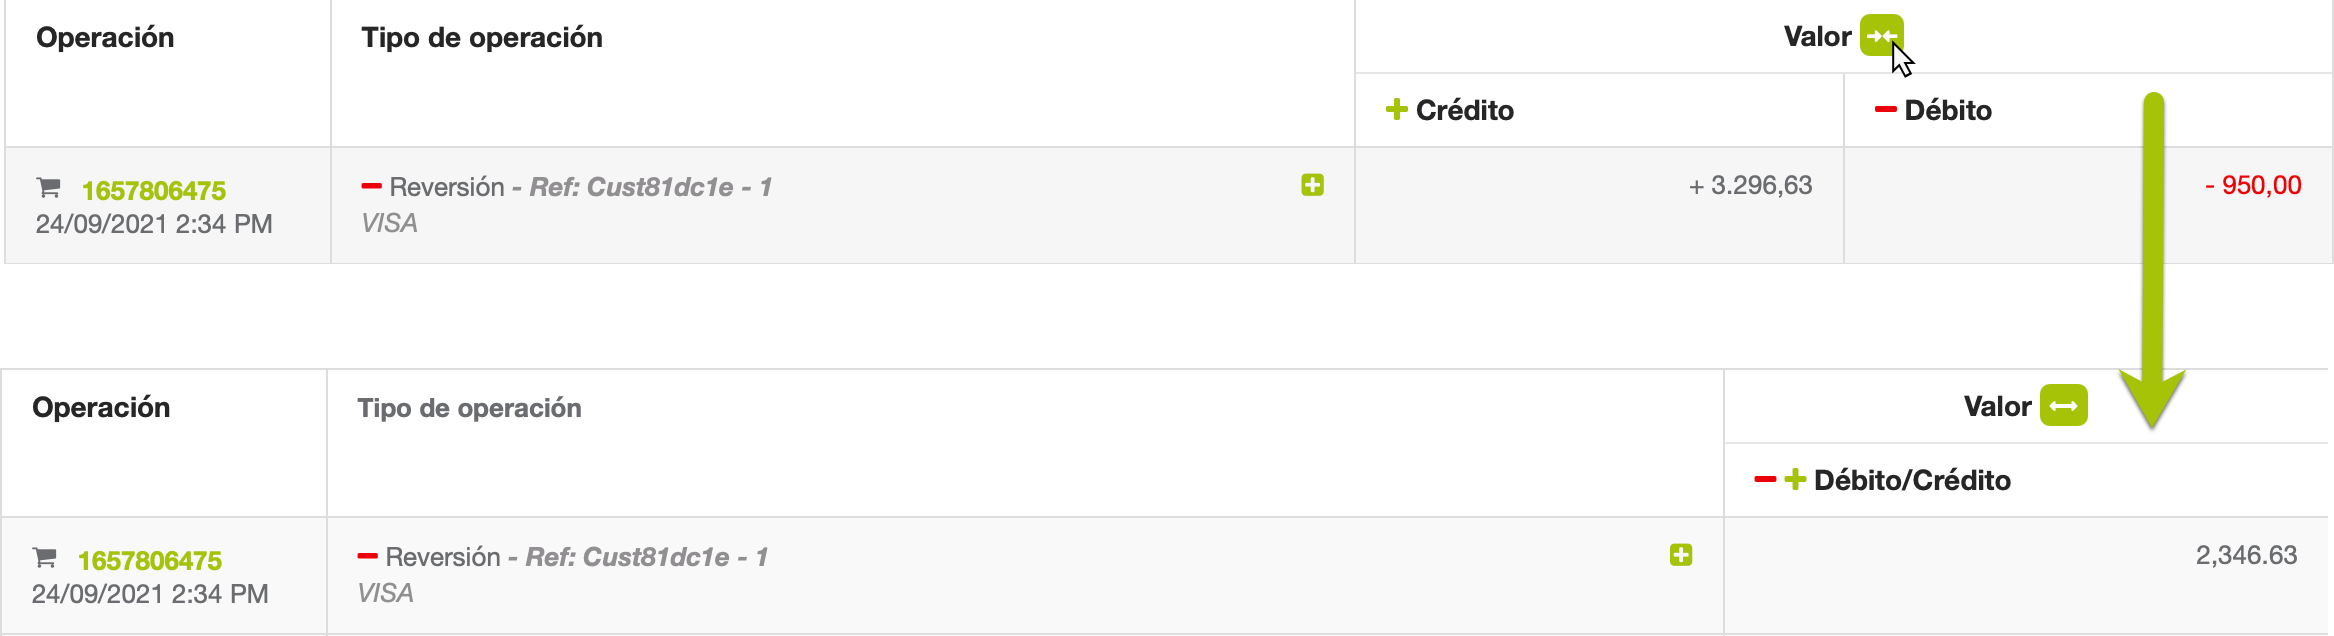 Operación Tipo de operación Valor
+ Crédito - Débito
1657806475 - Reversión - Ref: Cust81dc1e - 1 + 3.296,63 - 950,00
24/09/2021 2:34 PM VISA
Operación Tipo de operación Valor
- + Débito/Crédito
1657806475 - Reversión - Ref: Cust81dc1e - 1 2,346.63
24/09/2021 2:34 PM VISA